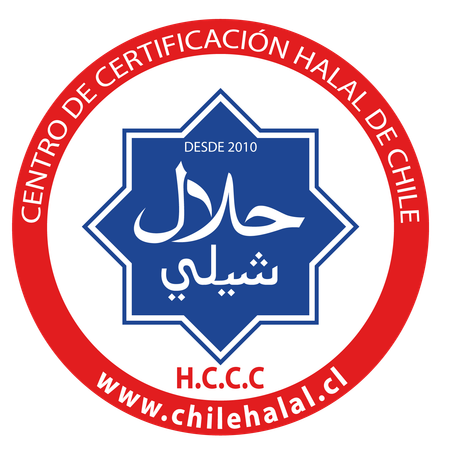 CENTRO DE CERTIFICACIÓN HALAL DE CHILE
DESDE 2010
حلال
شيلي
H.C.C.C
www.chilehalal.cl